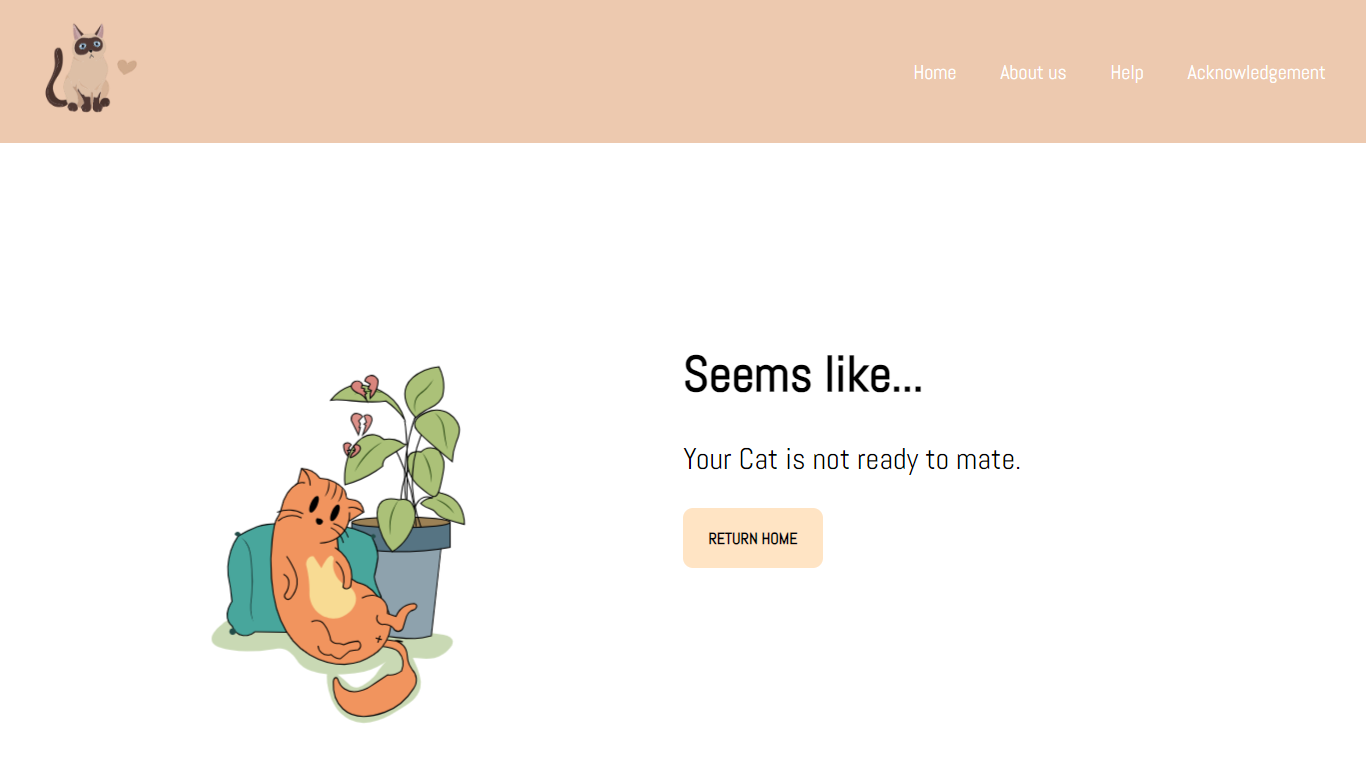 Home
About us
Help
Acknowledgement
Seems like...
Your Cat is not ready to mate.
RETURN HOME